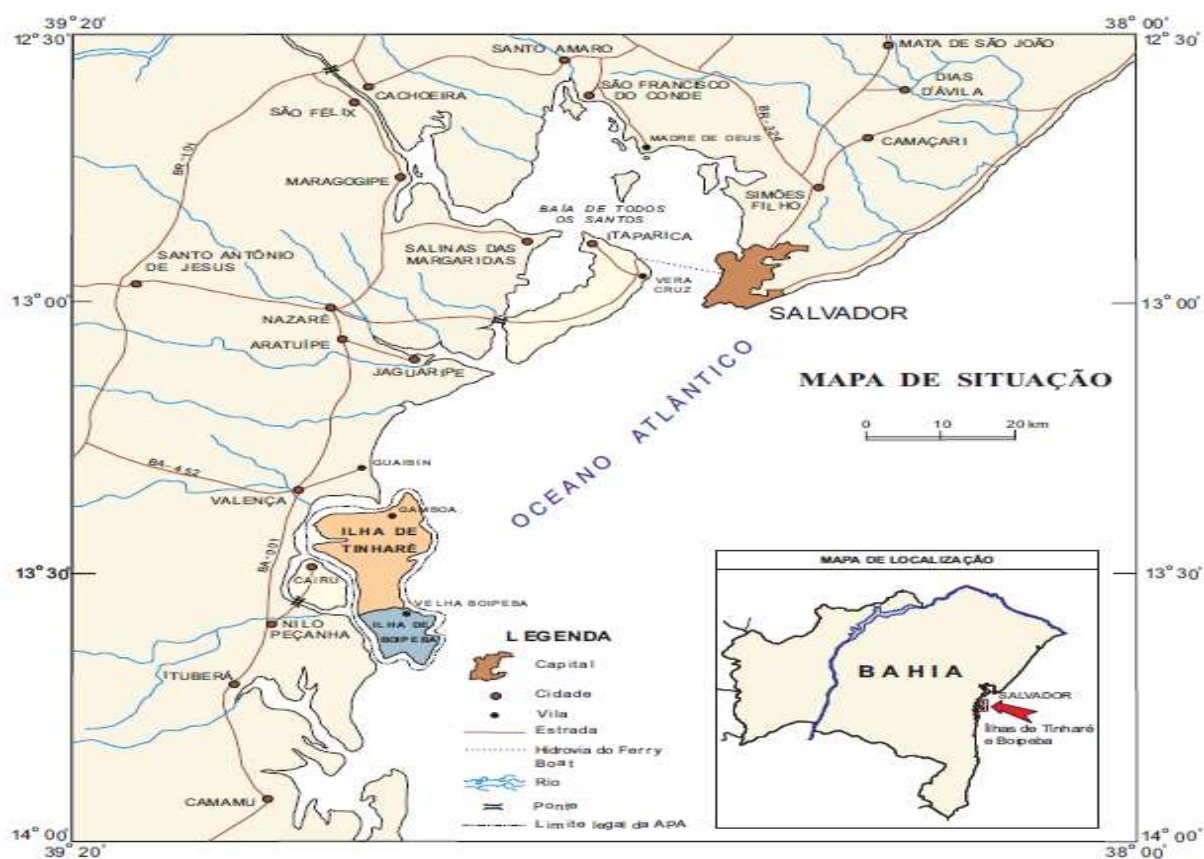 39°20'
38°00'
12°30'
12°30'
SANTO AMARO
MATA DE SÃO JOÃO
DIAS
D'ÁVILA
SÃO FRANCISCO
DO CONDE
CACHOEIRA
SÃO FÉLIX
BR-324
MADRE DE DEUS
CAMAÇARI
BR-101
MARAGOGIPE
SIMÕES
FILHO
BAÍA DE TODOS
OS SANTOS
ITAPARICA
SALINAS DAS
MARGARIDAS
SANTO ANTÔNIO
DE JESUS
VERA
CRUZ
13°00'
13°00'
SALVADOR
NAZARÉ
ARATUÍPE
JAGUARIPE
MAPA DE SITUAÇÃO
OCEANO ATLÂNTICO
0 10 20 km
BA-452
GUAIBIN
VALENÇA
GAMBOA
ILHA DE
TINHARÉ
BA-001
13°30'
13°30'
CAIRU
VELHA BOIPEBA
ILHA DE
BOIPEBA
NILO
PEÇANHA
ITUBERÁ
CAMAMU
LEGENDA
Capital
Cidade
Vila
Estrada
Hidrovia do Ferry
Boat
Rio
Ponto
Limite legal da APA
MAPA DE LOCALIZAÇÃO
BAHIA
SALVADOR
Ilhas de Tinharé
e Boipeba
14°00'
14°00'
39°20'
38°00'